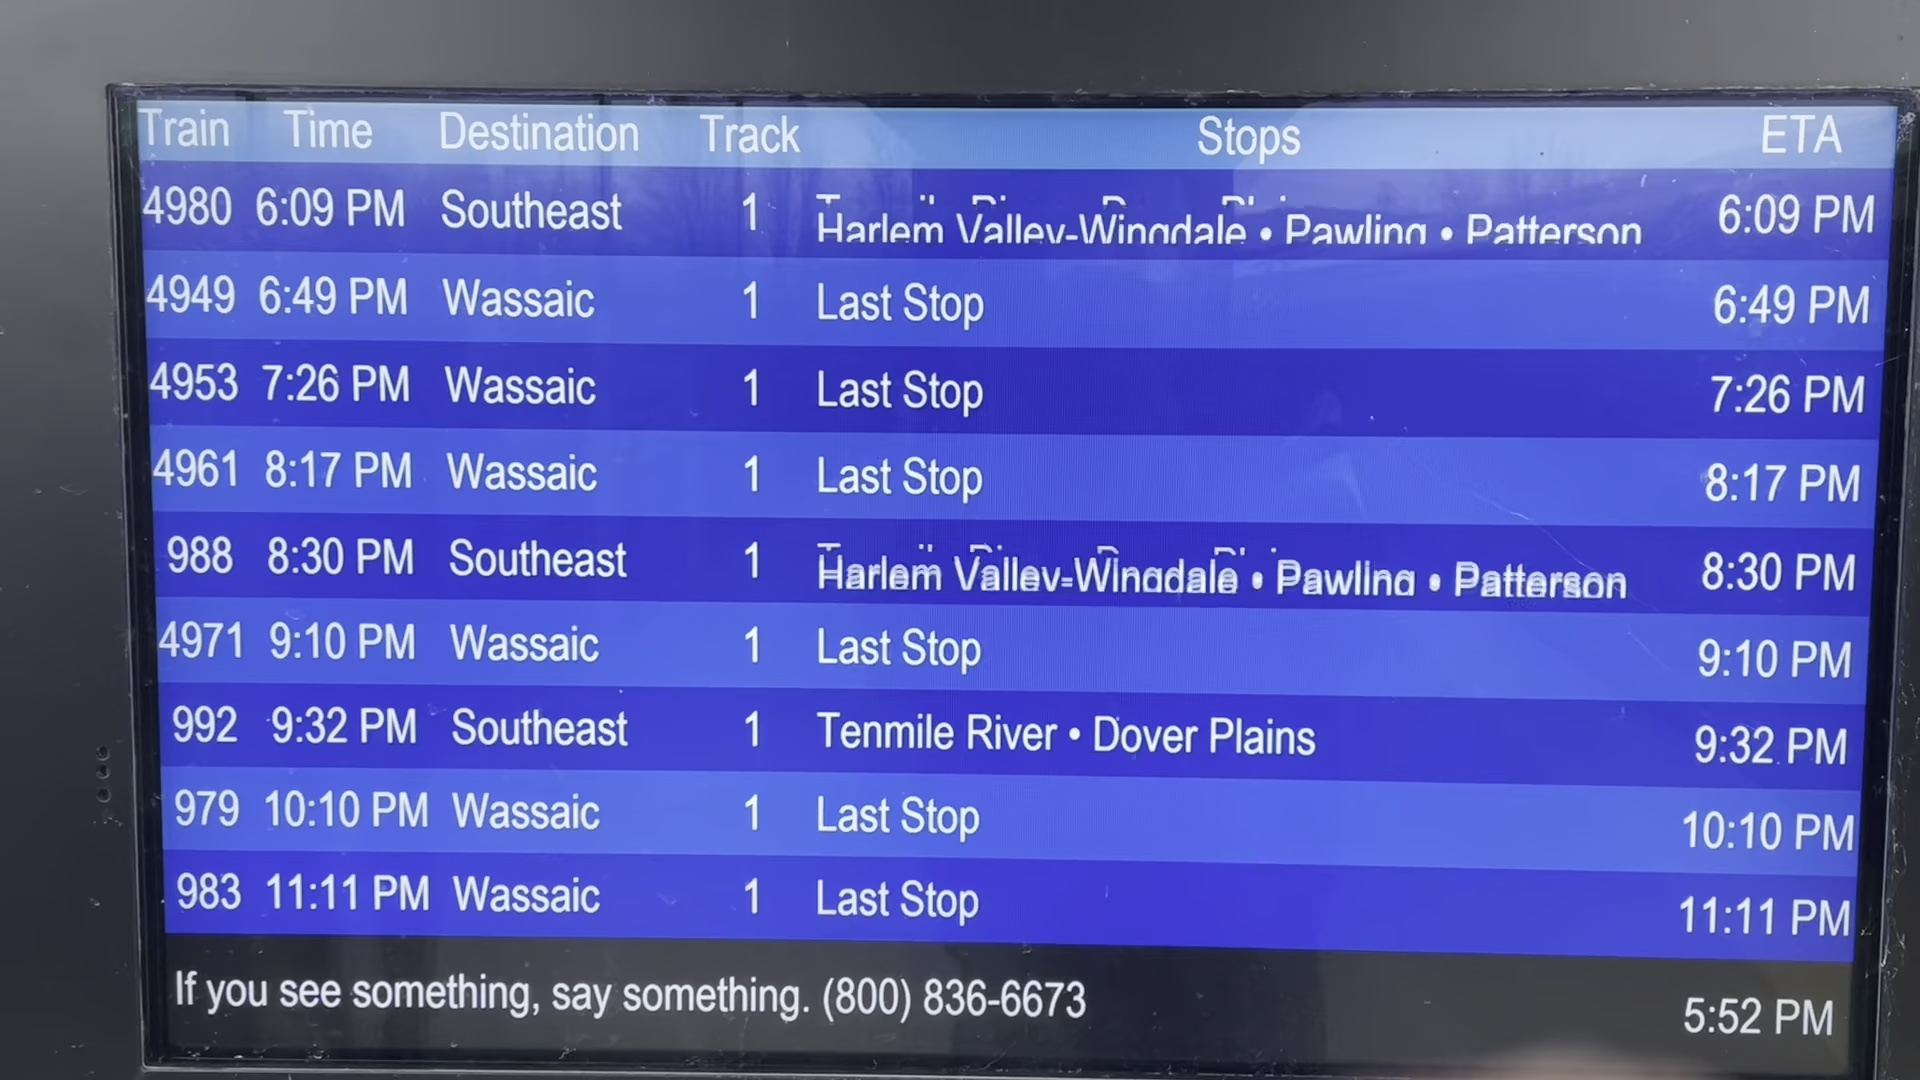 Train Time Destination Track Stops ETA
4980 6:09 PM Southeast 1 Harlem Valley-Wingdale • Pawling • Patterson 6:09 PM
4949 6:49 PM Wassaic 1 Last Stop 6:49 PM
4953 7:26 PM Wassaic 1 Last Stop 7:26 PM
4961 8:17 PM Wassaic 1 Last Stop 8:17 PM
988 8:30 PM Southeast 1 Harlem Valley-Wingdale • Pawling • Patterson 8:30 PM
4971 9:10 PM Wassaic 1 Last Stop 9:10 PM
992 9:32 PM Southeast 1 Tenmile River • Dover Plains 9:32 PM
979 10:10 PM Wassaic 1 Last Stop 10:10 PM
983 11:11 PM Wassaic 1 Last Stop 11:11 PM
If you see something, say something. (800) 836-6673 5:52 PM